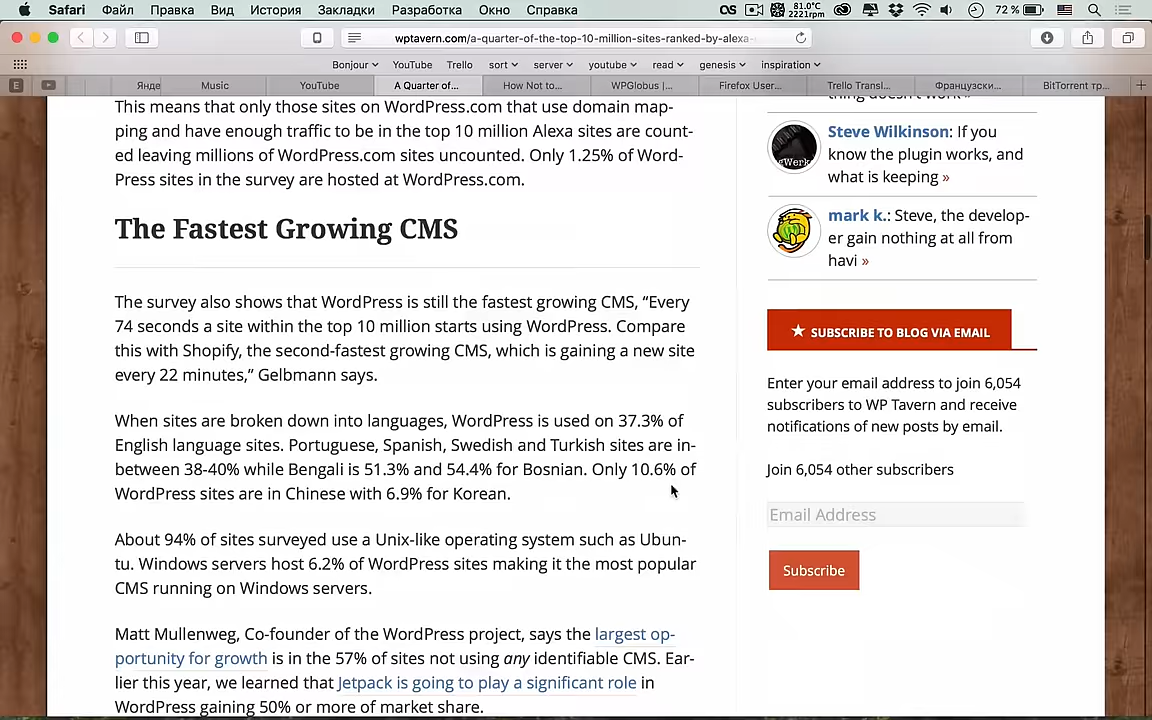 Safari Файл Правка Вид История Закладки Разработка Окно Справка
81.0°C
2221rpm
72 %
wptavern.com/a-quarter-of-the-top-10-million-sites-ranked-by-alexa-
Bonjour YouTube Trello sort server youtube read genesis inspiration
E Янде Music YouTube A Quarter of... How Not to... WPGlobus |... Firefox User... Trello Transl... Французски... BitTorrent тр...
This means that only those sites on WordPress.com that use domain map-
ping and have enough traffic to be in the top 10 million Alexa sites are count-
ed leaving millions of WordPress.com sites uncounted. Only 1.25% of Word-
Press sites in the survey are hosted at WordPress.com.
The Fastest Growing CMS
The survey also shows that WordPress is still the fastest growing CMS, “Every
74 seconds a site within the top 10 million starts using WordPress. Compare
this with Shopify, the second-fastest growing CMS, which is gaining a new site
every 22 minutes,” Gelbmann says.
When sites are broken down into languages, WordPress is used on 37.3% of
English language sites. Portuguese, Spanish, Swedish and Turkish sites are in-
between 38-40% while Bengali is 51.3% and 54.4% for Bosnian. Only 10.6% of
WordPress sites are in Chinese with 6.9% for Korean.
About 94% of sites surveyed use a Unix-like operating system such as Ubun-
tu. Windows servers host 6.2% of WordPress sites making it the most popular
CMS running on Windows servers.
Matt Mullenweg, Co-founder of the WordPress project, says the largest op-
portunity for growth is in the 57% of sites not using any identifiable CMS. Ear-
lier this year, we learned that Jetpack is going to play a significant role in
WordPress gaining 50% or more of market share.
thing doesn't work »
Steve Wilkinson: If you
know the plugin works, and
what is keeping »
mark k.: Steve, the develop-
er gain nothing at all from
havi »
★ SUBSCRIBE TO BLOG VIA EMAIL
Enter your email address to join 6,054
subscribers to WP Tavern and receive
notifications of new posts by email.
Join 6,054 other subscribers
Email Address
Subscribe